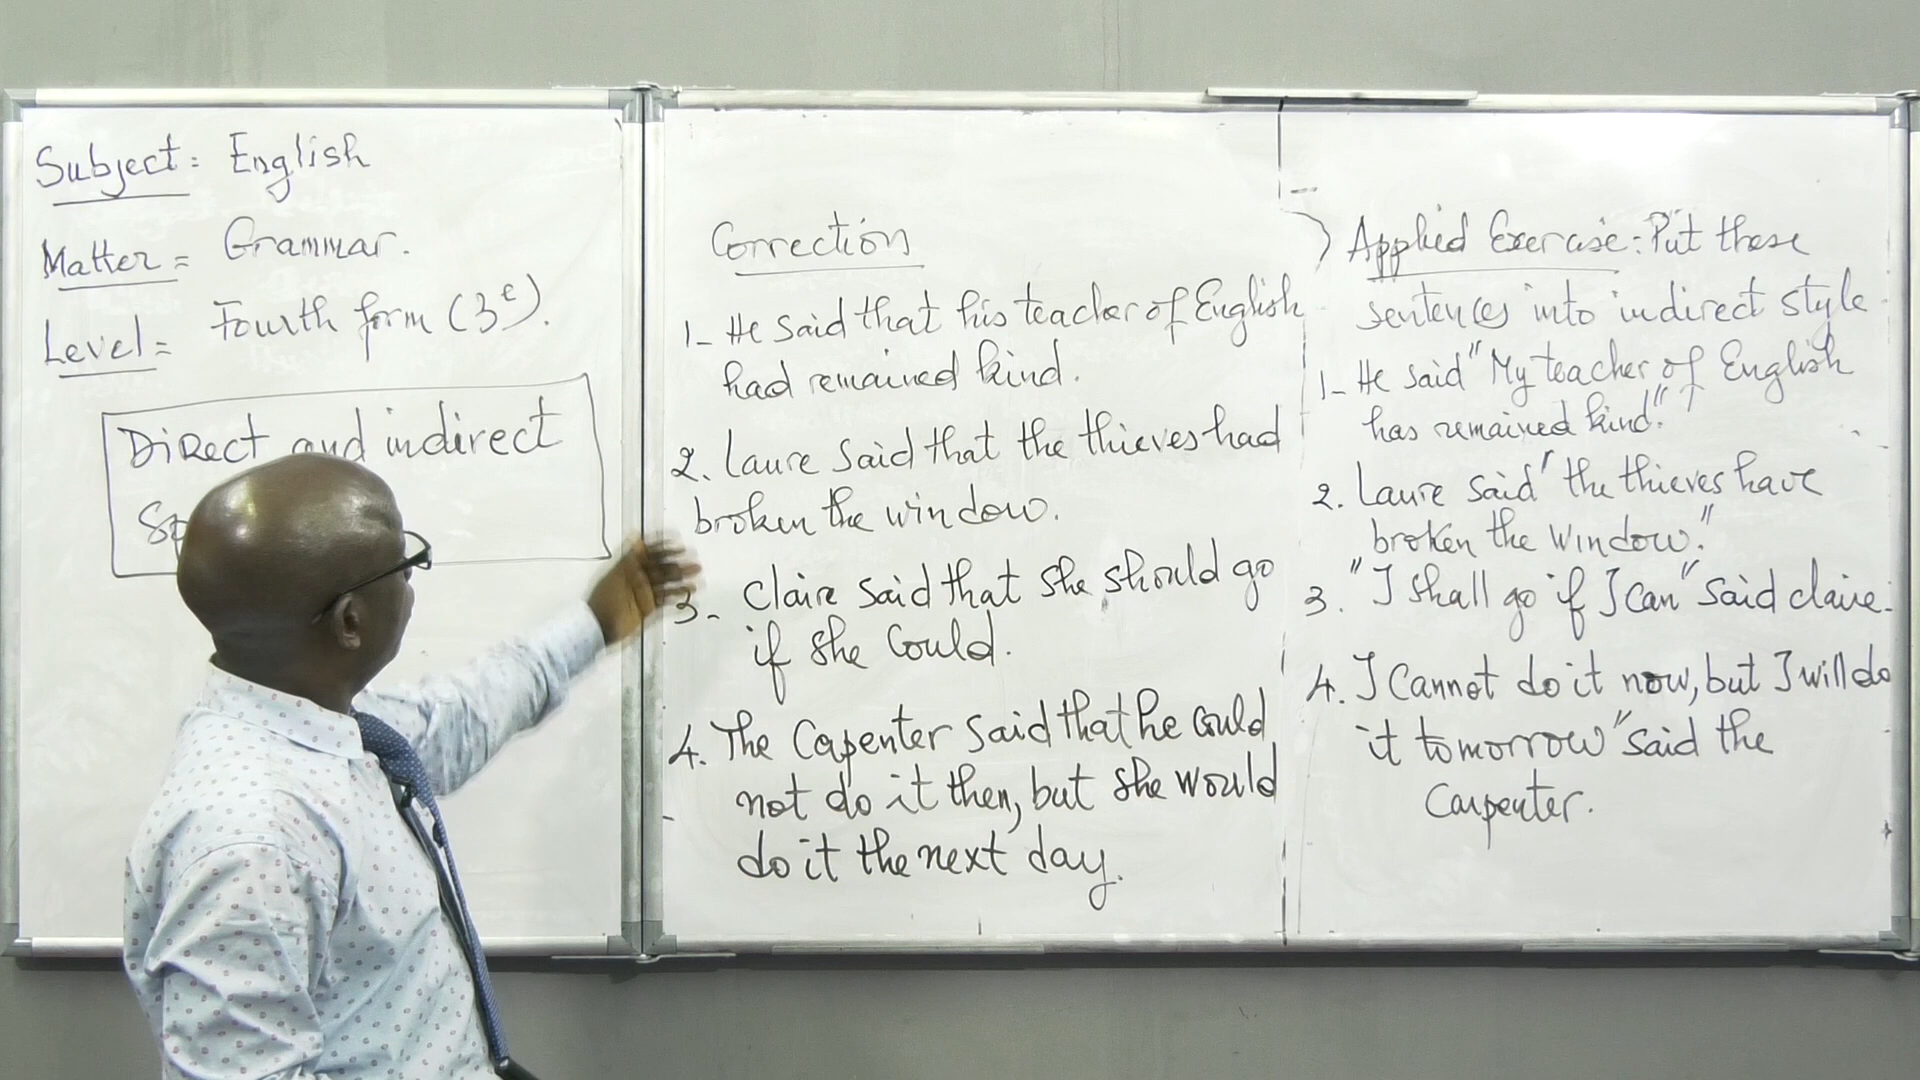 Subject: English
Matter = Grammar.
Level = Fourth form (3e).
Direct and indirect
Correction
1- He said that his teacher of English
had remained kind.
2. Laure said that the thieves had
broken the window.
3- Claire said that she should go
if she could.
4. The Carpenter said that he could
not do it then, but she would
do it the next day.
Applied Exercise: Put these
sentences into indirect style
1- He said "My teacher of English
has remained kind."
2. Laure said "the thieves have
broken the window."
3. "I shall go if I can" said claire.
4. I Cannot do it now, but I will do
it tomorrow" said the
Carpenter.